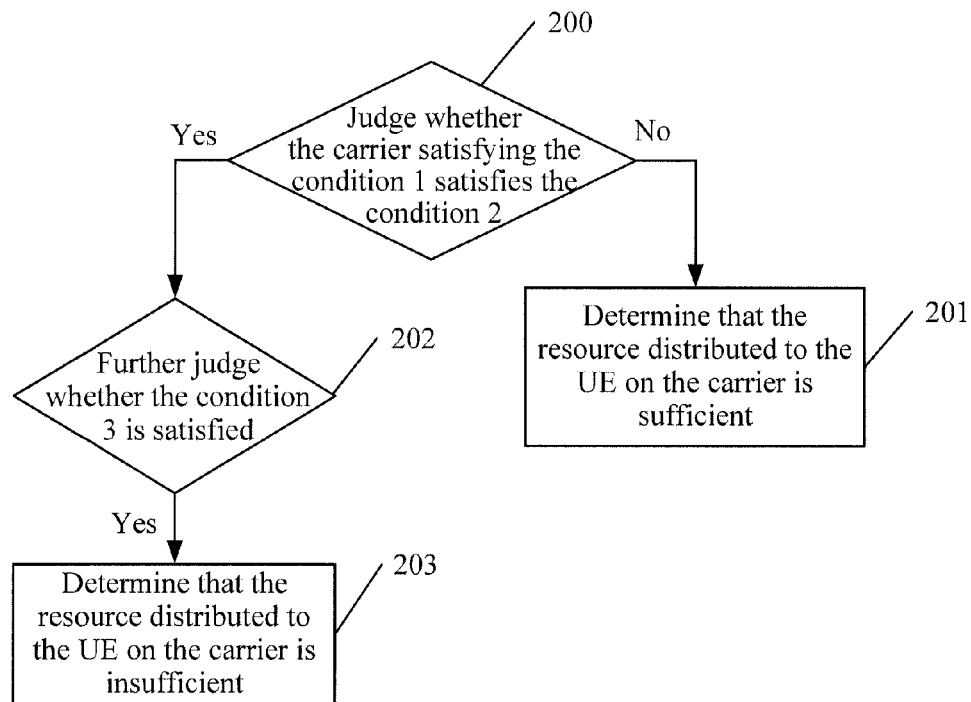 200
Judge whether
the carrier satisfying the
condition 1 satisfies the
condition 2
Yes
No
Determine that the
resource distributed to the
UE on the carrier is
sufficient
201
Further judge
whether the condition
3 is satisfied
202
Yes
Determine that the
resource distributed to
the UE on the carrier is
insufficient
203